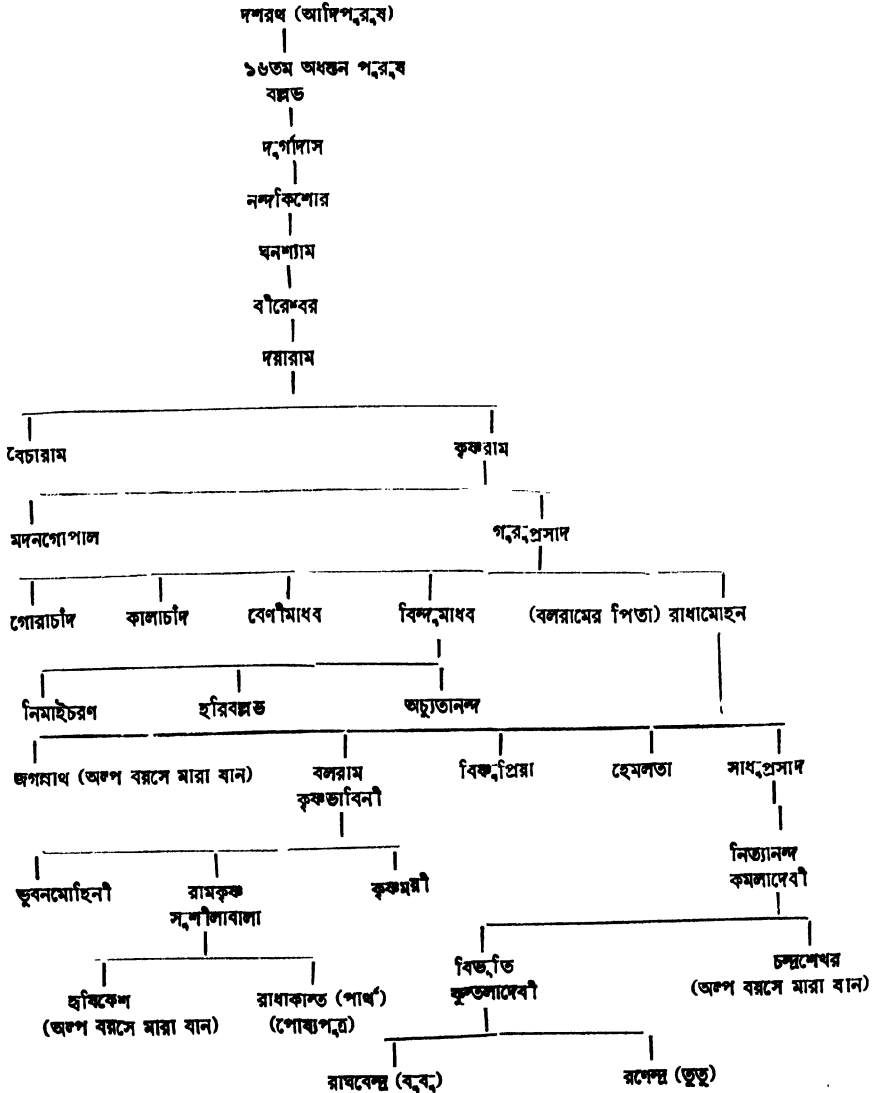 দশরথ (আদিপুরুষ)
১৬তম অধস্তন পুরুষ
বল্লভ
দুর্গাদাস
নন্দকিশোর
ঘনশ্যাম
বীরেশ্বর
দয়ারাম
বেচারাম কৃষ্ণরাম
মদনগোপাল গুরুপ্রসাদ
গোরাচাঁদ কালাচাঁদ বেণীমাধব বিন্দুমাধব (বলরামের পিতা) রাধামোহন
নিমাইচরণ হরিবল্লভ অচ্যুতানন্দ
জগন্নাথ (অল্প বয়সে মারা যান) বলরাম বিষ্ণুপ্রিয়া হেমলতা সাধুপ্রসাদ
কৃষ্ণভাবিনী
নিত্যানন্দ
ভুবনমোহিনী রামকৃষ্ণ কৃষ্ণময়ী কমলাদেবী
সুশীলাবালা
বিভূতি চন্দ্রশেখর
হৃষিকেশ রাধাকান্ত (পার্থ) কুন্তলাদেবী (অল্প বয়সে মারা যান)
(অল্প বয়সে মারা যান) (পোষ্যপুত্র)
রাঘবেন্দ্র (বুবু) রণেন্দ্র (তুতু)